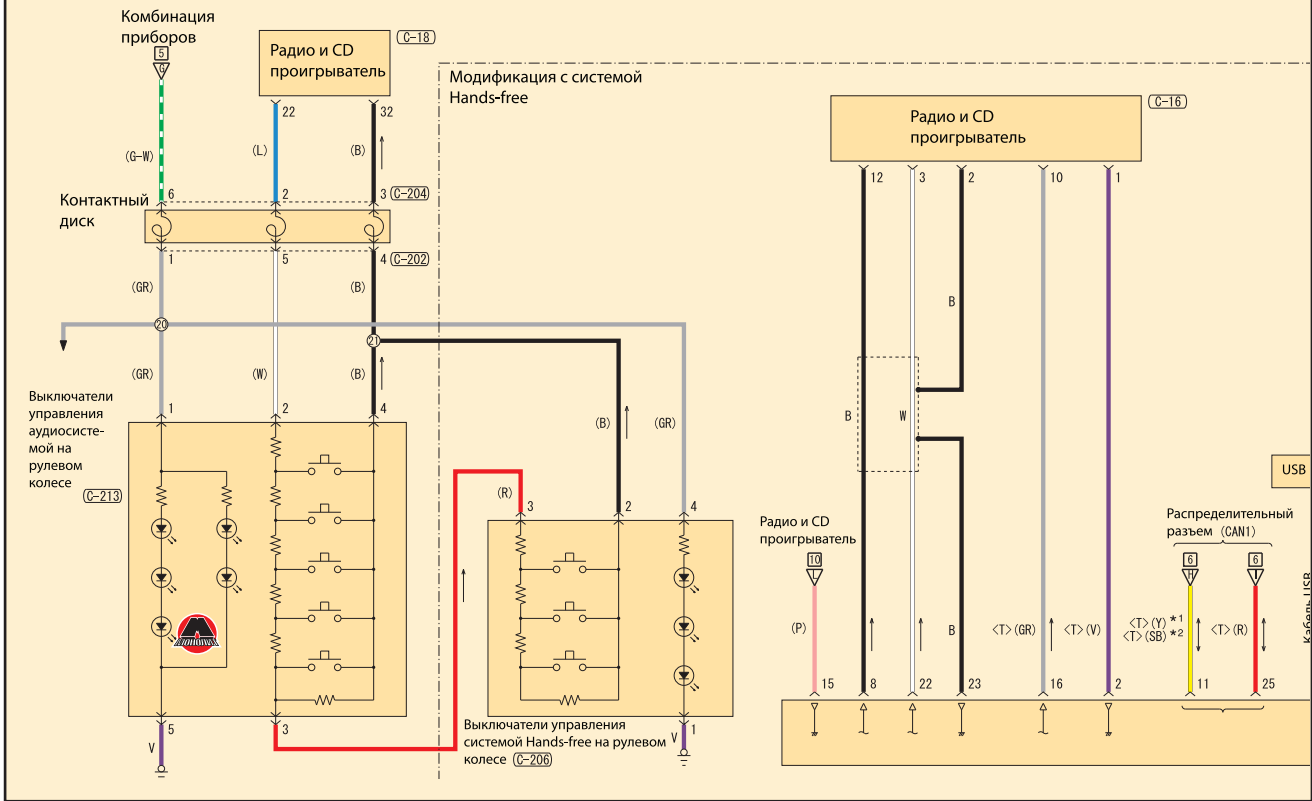 Комбинация
приборов
5
G
Радио и CD
проигрыватель
C-18
22
32
(G-W)
(L)
(B)
Контактный
диск
6
2
3
C-204
1
5
4
C-202
(GR)
(B)
20
21
(GR)
(W)
(B)
Выключатели
управления
аудиосисте-
мой на
рулевом
колесе
C-213
1
2
4
5
3
V
Модификация с системой
Hands-free
(B)
(GR)
(R)
3
2
4
Выключатели управления
системой Hands-free на рулевом
колесе C-206
V
1
Радио и CD
проигрыватель
C-16
12
3
2
10
1
B
B
W
B
Радио и CD
проигрыватель
10
L
(P)
<T>(GR)
<T>(V)
USB
Распределительный
разъем (CAN1)
6
H
6
I
<T>(Y)*1
<T>(SB)*2
<T>(R)
Кабель USB
15
8
22
23
16
2
11
25